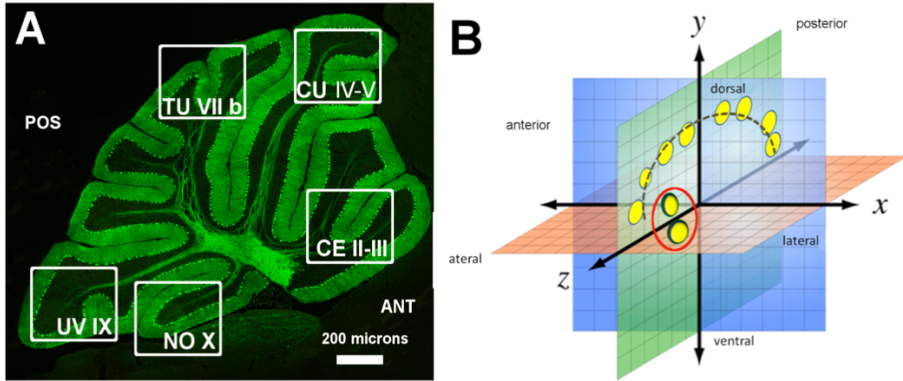 A
POS
TU VII b
CU IV-V
CE II-III
ANT
UV IX
NO X
200 microns
B
y
posterior
dorsal
anterior
x
lateral
ateral
z
ventral